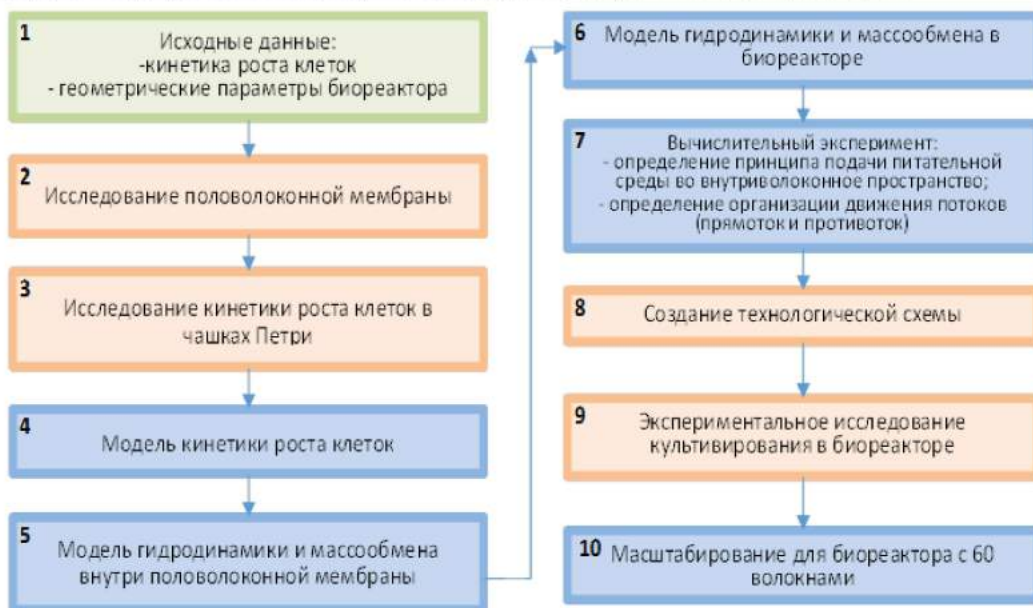 1
Исходные данные:
-кинетика роста клеток
- геометрические параметры биореактора
2
Исследование половолоконной мембраны
3
Исследование кинетики роста клеток в
чашках Петри
4
Модель кинетики роста клеток
5
Модель гидродинамики и массообмена
внутри половолоконной мембраны
6
Модель гидродинамики и массообмена в
биореакторе
7
Вычислительный эксперимент:
- определение принципа подачи питательной
среды во внутриволоконное пространство;
- определение организации движения потоков
(прямоток и противоток)
8
Создание технологической схемы
9
Экспериментальное исследование
культивирования в биореакторе
10
Масштабирование для биореактора с 60
волокнами